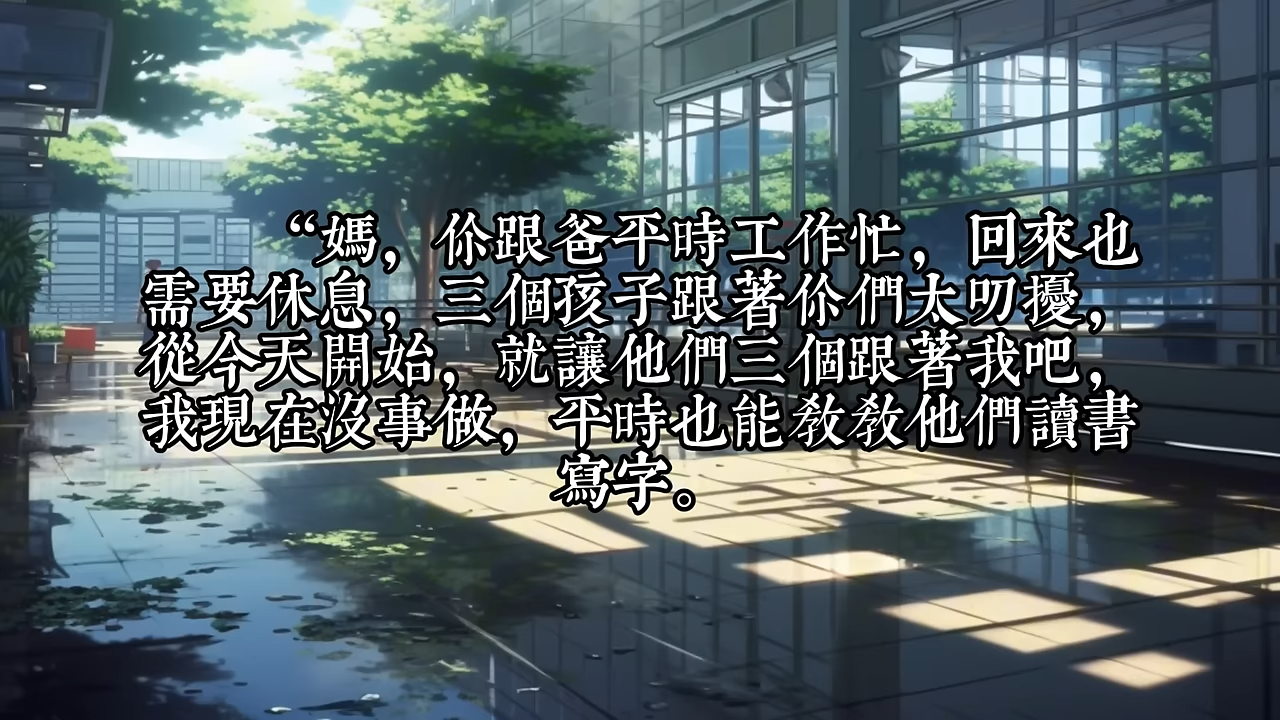 “媽，你跟爸平時工作忙，回來也
需要休息，三個孩子跟著你們太叨擾，
從今天開始，就讓他們三個跟著我吧，
我現在沒事做，平時也能教教他們讀書
寫字。